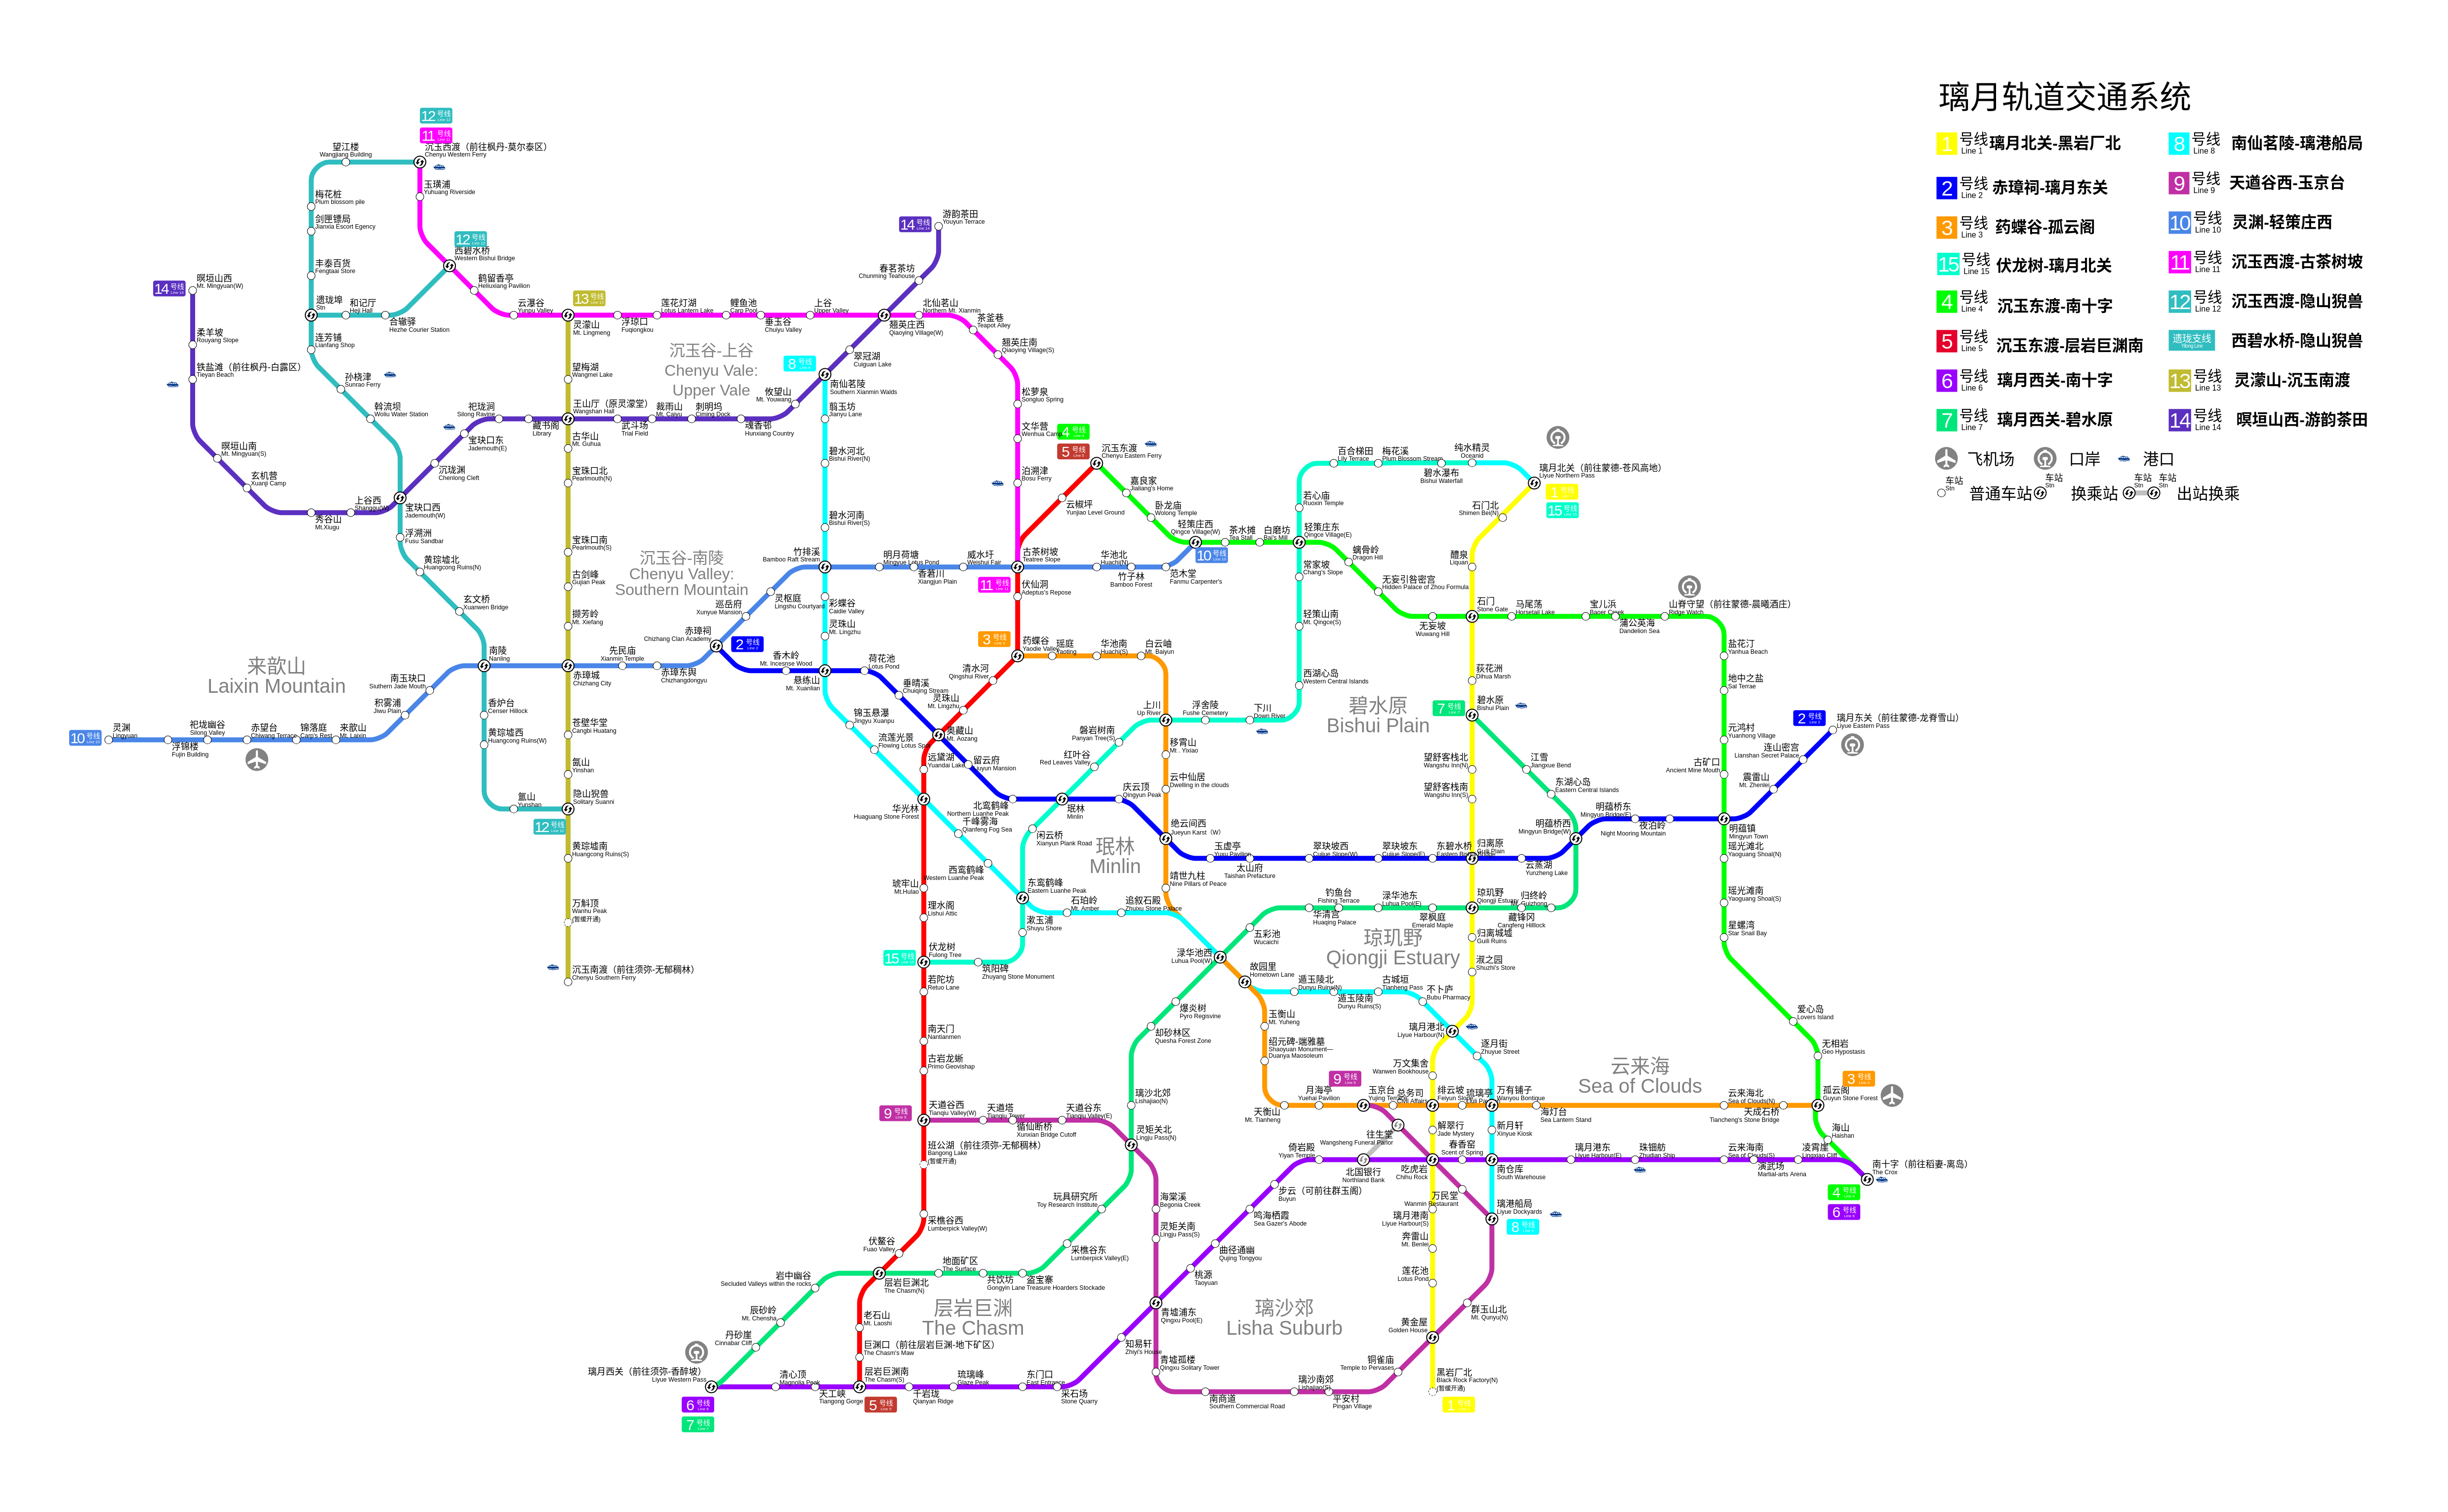 璃月轨道交通系统
1 号线 Line 1 璃月北关-黑岩厂北
2 号线 Line 2 赤璋祠-璃月东关
3 号线 Line 3 药蝶谷-孤云阁
15 号线 Line 15 伏龙树-璃月北关
4 号线 Line 4 沉玉东渡-南十字
5 号线 Line 5 沉玉东渡-层岩巨渊南
6 号线 Line 6 璃月西关-南十字
7 号线 Line 7 璃月西关-碧水原
8 号线 Line 8 南仙茗陵-璃港船局
9 号线 Line 9 天遒谷西-玉京台
10 号线 Line 10 灵渊-轻策庄西
11 号线 Line 11 沉玉西渡-古茶树坡
12 号线 Line 12 沉玉西渡-隐山猊兽
遗珑支线 Yilong Line 西碧水桥-隐山猊兽
13 号线 Line 13 灵濛山-沉玉南渡
14 号线 Line 14 暝垣山西-游韵茶田
飞机场 口岸 港口
车站 Stn 普通车站 车站 Stn 换乘站 车站 Stn 车站 Stn 出站换乘
沉玉谷-上谷
Chenyu Vale:
Upper Vale
沉玉谷-南陵
Chenyu Valley:
Southern Mountain
来歆山
Laixin Mountain
碧水原
Bishui Plain
珉林
Minlin
琼玑野
Qiongji Estuary
云来海
Sea of Clouds
层岩巨渊
The Chasm
璃沙郊
Lisha Suburb
望江楼
Wangjiang Building
沉玉西渡（前往枫丹-莫尔泰区）
Chenyu Western Ferry
玉璜浦
Yuhuang Riverside
梅花桩
Plum blossom pile
剑匣镖局
Jianxia Escort Egency
丰泰百货
Fengtaai Store
遗珑埠
Stn
和记厅
Heji Hall
合辙驿
Hezhe Courier Station
西碧水桥
Western Bishui Bridge
鹤留香亭
Heliuxiang Pavilion
云瀑谷
Yunpu Valley
灵濛山
Mt. Lingmeng
浮琼口
Fuqiongkou
莲花灯湖
Lotus Lantern Lake
鲤鱼池
Carp Pool
垂玉谷
Chuiyu Valley
上谷
Upper Valley
翘英庄西
Qiaoying Village(W)
北仙茗山
Northern Mt. Xianmin
茶釜巷
Teapot Alley
翘英庄南
Qiaoying Village(S)
松萝泉
Songluo Spring
文华营
Wenhua Camp
泊溯津
Bosu Ferry
游韵茶田
Youyun Terrace
春茗茶坊
Chunming Teahouse
翠冠湖
Cuiguan Lake
南仙茗陵
Southern Xianmin Walds
攸望山
Mt. Youwang
魂香邨
Hunxiang Country
刺明坞
Ciming Dock
裁雨山
Mt. Caiyu
武斗场
Trial Field
王山厅（原灵濛堂）
Wangshan Hall
藏书阁
Library
祀珑涧
Silong Ravine
宝玦口东
Jademouth(E)
沉珑渊
Chenlong Cleft
宝玦口西
Jademouth(W)
上谷西
Shanggu(W)
秀谷山
Mt.Xiugu
玄机营
Xuanji Camp
暝垣山南
Mt. Mingyuan(S)
铁盐滩（前往枫丹-白露区）
Tieyan Beach
柔羊坡
Rouyang Slope
暝垣山西
Mt. Mingyuan(W)
连芳铺
Lianfang Shop
孙桡津
Sunrao Ferry
斡流坝
Woliu Water Station
浮溯洲
Fusu Sandbar
黄琮墟北
Huangcong Ruins(N)
玄文桥
Xuanwen Bridge
南陵
Nanling
香炉台
Censer Hillock
黄琮墟西
Huangcong Ruins(W)
氲山
Yunshan
隐山猊兽
Solitary Suanni
望梅湖
Wangmei Lake
古华山
Mt. Guhua
宝珠口北
Pearlmouth(N)
宝珠口南
Pearlmouth(S)
古剑峰
Gujian Peak
撷芳岭
Mt. Xiefang
赤璋城
Chizhang City
苍壁华堂
Cangbi Huatang
氤山
Yinshan
黄琮墟南
Huangcong Ruins(S)
万斛顶
Wanhu Peak
(暂缓开通)
沉玉南渡（前往须弥-无郁稠林）
Chenyu Southern Ferry
灵渊
Lingyuan
浮锦楼
Fujin Building
祀珑幽谷
Silong Valley
赤望台
Chiwang Terrace
锦落庭
Carp's Rest
来歆山
Mt. Laixin
积雾浦
Jiwu Plain
南玉玦口
Siuthern Jade Mouth
先民庙
Xianmin Temple
赤璋东舆
Chizhangdongyu
赤璋祠
Chizhang Clan Academy
巡岳府
Xunyue Mansion
灵枢庭
Lingshu Courtyard
竹排溪
Bamboo Raft Stream
明月荷塘
Mingyue Lotus Pond
香箬川
Xiangjun Plain
威水圩
Weishui Fair
古茶树坡
Teatree Slope
华池北
Huachi(N)
竹子林
Bamboo Forest
范木堂
Fanmu Carpenter's
轻策庄西
Qingce Village(W)
翦玉坊
Jianyu Lane
碧水河北
Bishui River(N)
碧水河南
Bishui River(S)
彩蝶谷
Caidie Valley
灵珠山
Mt. Lingzhu
悬练山
Mt. Xuanlian
锦玉悬瀑
Jingyu Xuanpu
流莲光景
Flowing Lotus Spot
华光林
Huaguang Stone Forest
千峰雾海
Qianfeng Fog Sea
西鸾鹤峰
Western Luanhe Peak
东鸾鹤峰
Eastern Luanhe Peak
石珀岭
Mt. Amber
追叙石殿
Zhuixu Stone Palace
渌华池西
Luhua Pool(W)
故园里
Hometown Lane
遁玉陵北
Dunyu Ruins(N)
遁玉陵南
Dunyu Ruins(S)
古城垣
Tianheng Pass
不卜庐
Bubu Pharmacy
璃月港北
Liyue Harbour(N)
逐月街
Zhuyue Street
万有铺子
Wanyou Bontique
新月轩
Xinyue Kiosk
南仓库
South Warehouse
璃港船局
Liyue Dockyards
香木岭
Mt. Incesnse Wood
荷花池
Lotus Pond
垂晴溪
Chuiqing Stream
奥藏山
Mt. Aozang
留云府
Liuyun Mansion
北鸾鹤峰
Northern Luanhe Peak
珉林
Minlin
庆云顶
Qingyun Peak
绝云间西
Jueyun Karst（W）
玉虚亭
Yuxu Pavilion
太山府
Taishan Prefacture
翠玦坡西
Cuijue Slope(W)
翠玦坡东
Cuijue Slope(E)
东碧水桥
归离原
Guili Plain
云蒸湖
Yunzheng Lake
明蕴桥西
Mingyun Bridge(W)
明蕴桥东
Mingyun Bridge(E)
夜泊岭
Night Mooring Mountain
明蕴镇
Mingyun Town
震雷山
Mt. Zhenlei
连山密宫
Lianshan Secret Palace
璃月东关（前往蒙德-龙脊雪山）
Liyue Eastern Pass
沉玉东渡
Chenyu Eastern Ferry
云椒坪
Yunjiao Level Ground
嘉良家
Jialiang's Home
卧龙庙
Wolong Temple
茶水摊
Tea Stall
白磨坊
Bai's Mill
轻策庄东
Qingce Village(E)
螭骨岭
Dragon Hill
无妄引咎密宫
Hidden Palace of Zhou Formula
无妄坡
Wuwang Hill
石门
Stone Gate
马尾荡
Horsetail Lake
宝儿浜
Baoer Creek
蒲公英海
Dandelion Sea
山脊守望（前往蒙德-晨曦酒庄）
Ridge Watch
盐花汀
Yanhua Beach
地中之盐
Sal Terrae
元鸿村
Yuanhong Village
古矿口
Ancient Mine Mouth
瑶光滩北
Yaoguang Shoal(N)
瑶光滩南
Yaoguang Shoal(S)
星螺湾
Star Snail Bay
爱心岛
Lovers Island
无相岩
Geo Hypostasis
孤云阁
Guyun Stone Forest
海山
Haishan
南十字（前往稻妻-离岛）
The Crox
伏仙洞
Adeptus's Repose
药蝶谷
Yaodie Valley
清水河
Qingshui River
灵珠山
Mt. Lingzhu
远黛湖
Yuandai Lake
琥牢山
Mt.Hulao
理水阁
Lishui Attic
伏龙树
Fulong Tree
若陀坊
Retuo Lane
南天门
Nantianmen
古岩龙蜥
Primo Geovishap
天遒谷西
Tianqiu Valley(W)
班公湖（前往须弥-无郁稠林）
Bangong Lake
(暂缓开通)
采樵谷西
Lumberpick Valley(W)
伏鳌谷
Fuao Valley
层岩巨渊北
The Chasm(N)
老石山
Mt. Laoshi
巨渊口（前往层岩巨渊-地下矿区）
The Chasm's Maw
层岩巨渊南
The Chasm(S)
瑶庭
Yaoting
华池南
Huachi(S)
白云岫
Mt. Baiyun
上川
Up River
移霄山
Mt . Yixiao
云中仙居
Dwelling in the clouds
靖世九柱
Nine Pillars of Peace
玉衡山
Mt. Yuheng
绍元碑-端雅墓
Shaoyuan Monument—
Duanya Maosoleum
天衡山
Mt. Tianheng
月海亭
Yuehai Pavilion
玉京台
Yujing Terrace
总务司
Civil Affairs
绯云坡
Feiyun Slope
琉璃亭
海灯台
Sea Lantern Stand
云来海北
Sea of Clouds(N)
天成石桥
Tiancheng's Stone Bridge
百合梯田
Lily Terrace
梅花溪
Plum Blossom Stream
碧水瀑布
Bishui Waterfall
纯水精灵
Oceanid
璃月北关（前往蒙德-苍风高地）
Liyue Northern Pass
若心庙
Ruoxin Temple
常家坡
Chang's Slope
轻策山南
Mt. Qingce(S)
西湖心岛
Western Central Islands
下川
Down River
浮舍陵
Fushe Cemetery
磐岩树南
Panyan Tree(S)
红叶谷
Red Leaves Valley
闲云桥
Xianyun Plank Road
漱玉浦
Shuyu Shore
筑阳碑
Zhuyang Stone Monument
石门北
Shimen Bei(N)
醴泉
Liquan
荻花洲
Dihua Marsh
碧水原
Bishui Plain
望舒客栈北
Wangshu Inn(N)
望舒客栈南
Wangshu Inn(S)
琼玑野
Qiongji Estuary
归离城墟
Guili Ruins
淑之园
Shuzhi's Store
万文集舍
Wanwen Bookhouse
解翠行
Jade Mystery
吃虎岩
Chihu Rock
璃月港南
Liyue Harbour(S)
奔雷山
Mt. Benlei
莲花池
Lotus Pond
黄金屋
Golden House
黑岩厂北
Black Rock Factory(N)
(暂缓开通)
江雪
Jiangxue Bend
东湖心岛
Eastern Central Islands
归终岭
Mt. Guizhong
藏锋冈
Cangfeng Hillock
翠枫庭
Emerald Maple
渌华池东
Luhua Pool(E)
钓鱼台
Fishing Terrace
华清宫
Huaqing Palace
五彩池
Wucaichi
爆炎树
Pyro Regisvine
却砂林区
Quesha Forest Zone
璃沙北郊
Lishajiao(N)
灵矩关北
Lingju Pass(N)
玩具研究所
Toy Research Institute
采樵谷东
Lumberpick Valley(E)
盗宝寨
Treasure Hoarders Stockade
共饮坊
Gongyin Lane
地面矿区
The Surface
岩中幽谷
Secluded Valleys within the rocks
辰砂岭
Mt. Chensha
丹砂崖
Cinnabar Cliff
璃月西关（前往须弥-香醉坡）
Liyue Western Pass
天遒塔
Tianqiu Tower
循仙断桥
Xunxian Bridge Cutoff
天遒谷东
Tianqiu Valley(E)
海棠溪
Begonia Creek
灵矩关南
Lingju Pass(S)
青墟浦东
Qingxu Pool(E)
青墟孤楼
Qingxu Solitary Tower
南商道
Southern Commercial Road
璃沙南郊
Lishajiao(S)
平安村
Pingan Village
铜雀庙
Temple to Pervases
群玉山北
Mt. Qunyu(N)
万民堂
Wanmin Restaurant
往生堂
Wangsheng Funeral Parlor
清心顶
Magnolia Peak
天工峡
Tiangong Gorge
千岩垅
Qianyan Ridge
琉璃峰
Glaze Peak
东门口
East Entrance
采石场
Stone Quarry
知易轩
Zhiyi's House
桃源
Taoyuan
曲径通幽
Qujing Tongyou
鸣海栖霞
Sea Gazer's Abode
步云（可前往群玉阁）
Buyun
倚岩殿
Yiyan Temple
北国银行
Northland Bank
春香窑
Scent of Spring
璃月港东
Liyue Harbour(E)
珠钿舫
Zhudian Ship
云来海南
Sea of Clouds(S)
演武场
Martial-arts Arena
凌霄崖
Lingxiao Cliff